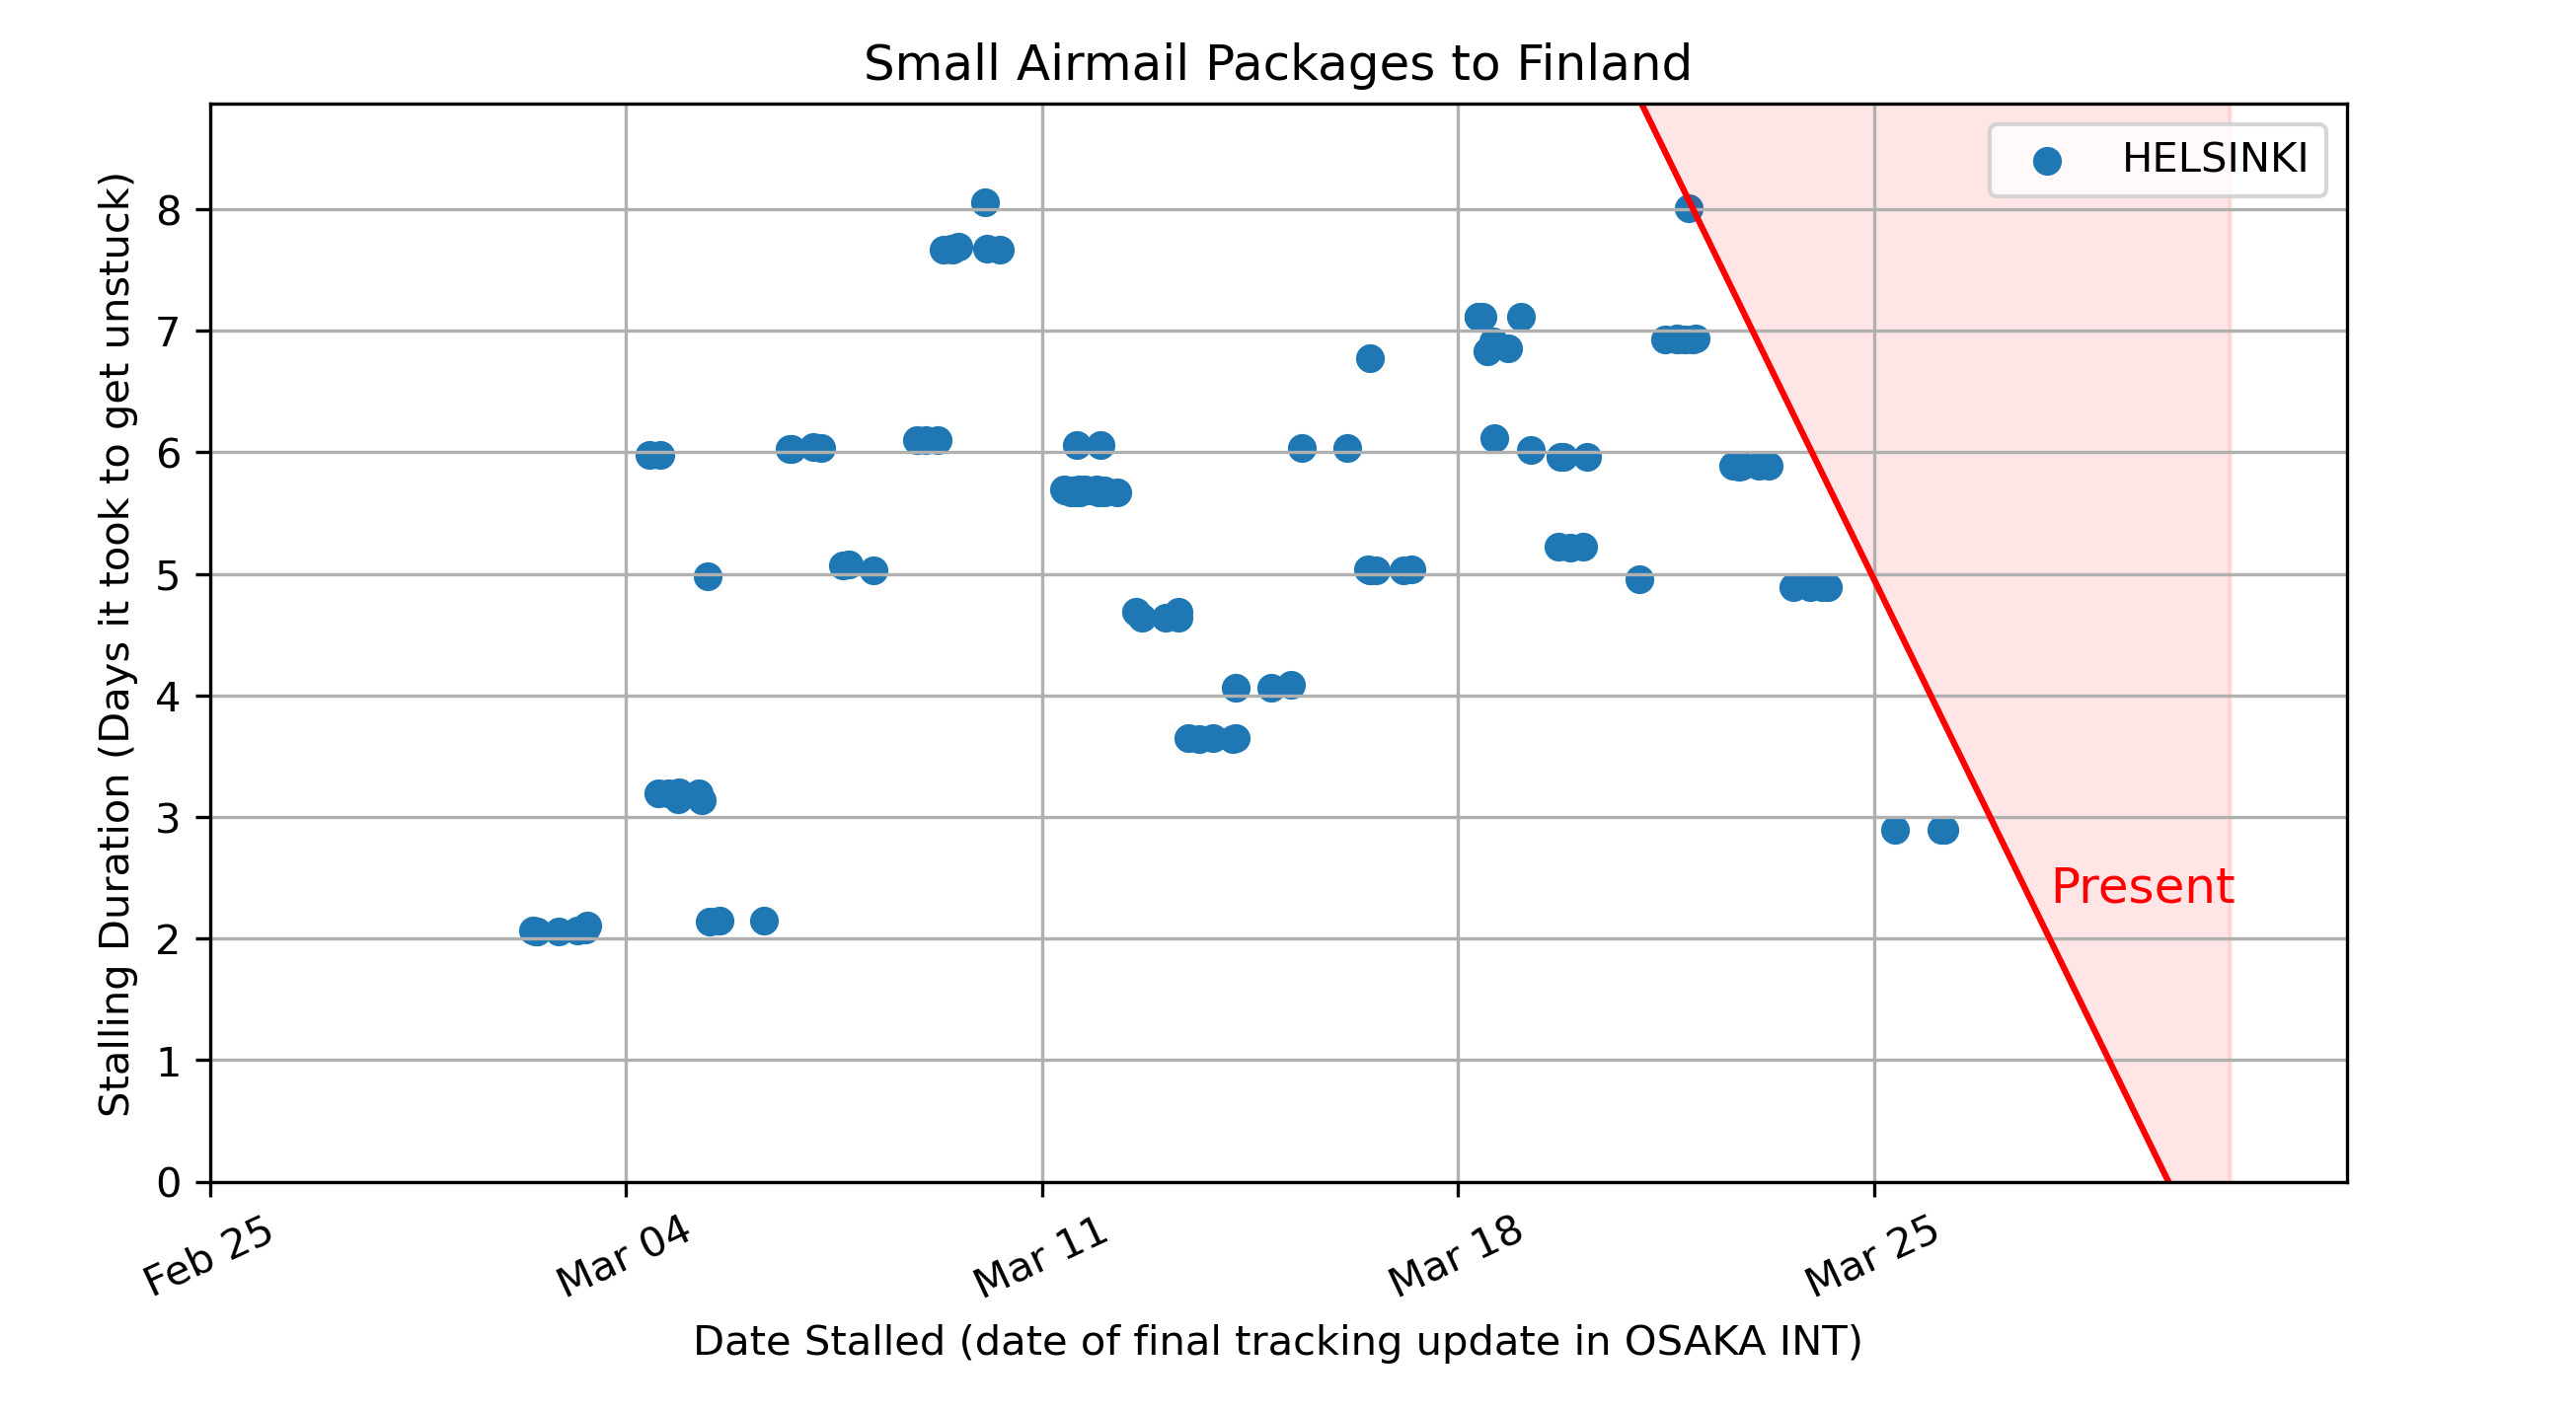 Small Airmail Packages to Finland
HELSINKI
Stalling Duration (Days it took to get unstuck)
8
7
6
5
4
3
2
1
0
Present
Feb 25
Mar 04
Mar 11
Mar 18
Mar 25
Date Stalled (date of final tracking update in OSAKA INT)